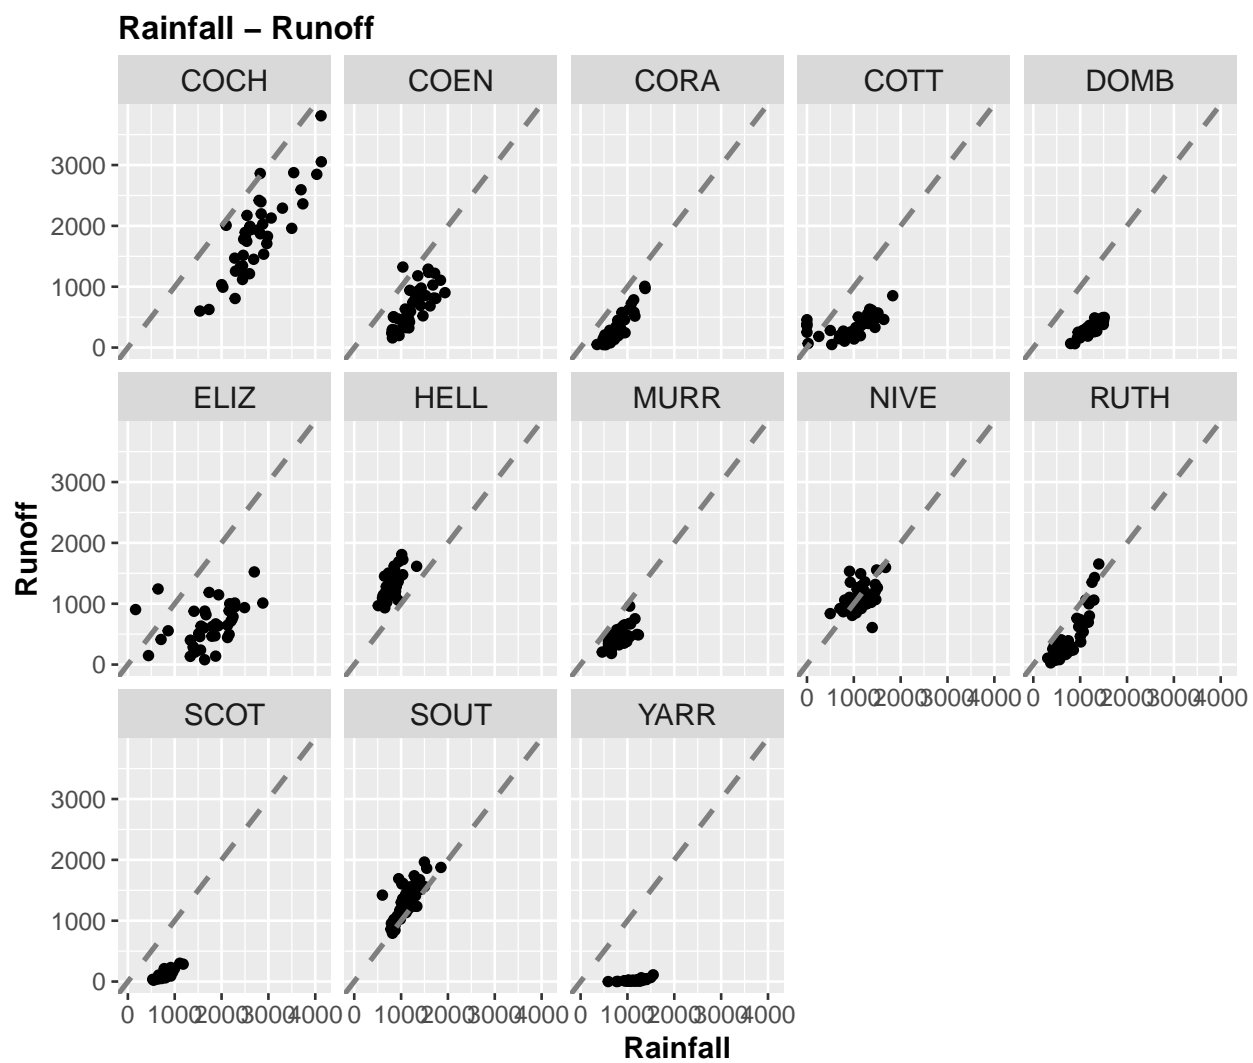 Rainfall – Runoff
COCH COEN CORA COTT DOMB
3000
2000
1000
0
ELIZ HELL MURR NIVE RUTH
3000
2000
1000
0
0 1000 2000 3000 4000 0 1000 2000 3000 4000
SCOT SOUT YARR
3000
2000
1000
0
0 1000 2000 3000 4000 0 1000 2000 3000 4000 0 1000 2000 3000 4000
Rainfall
Runoff